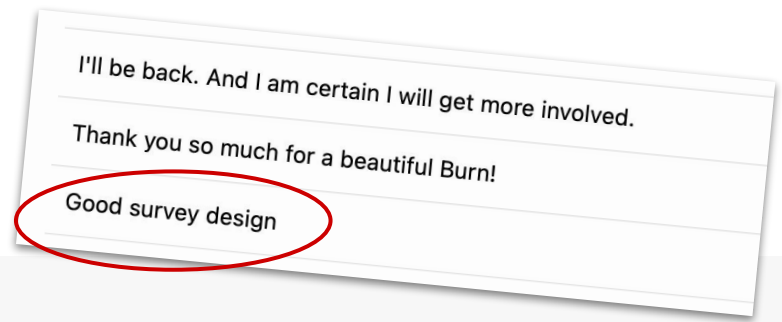 I'll be back. And I am certain I will get more involved.
Thank you so much for a beautiful Burn!
Good survey design